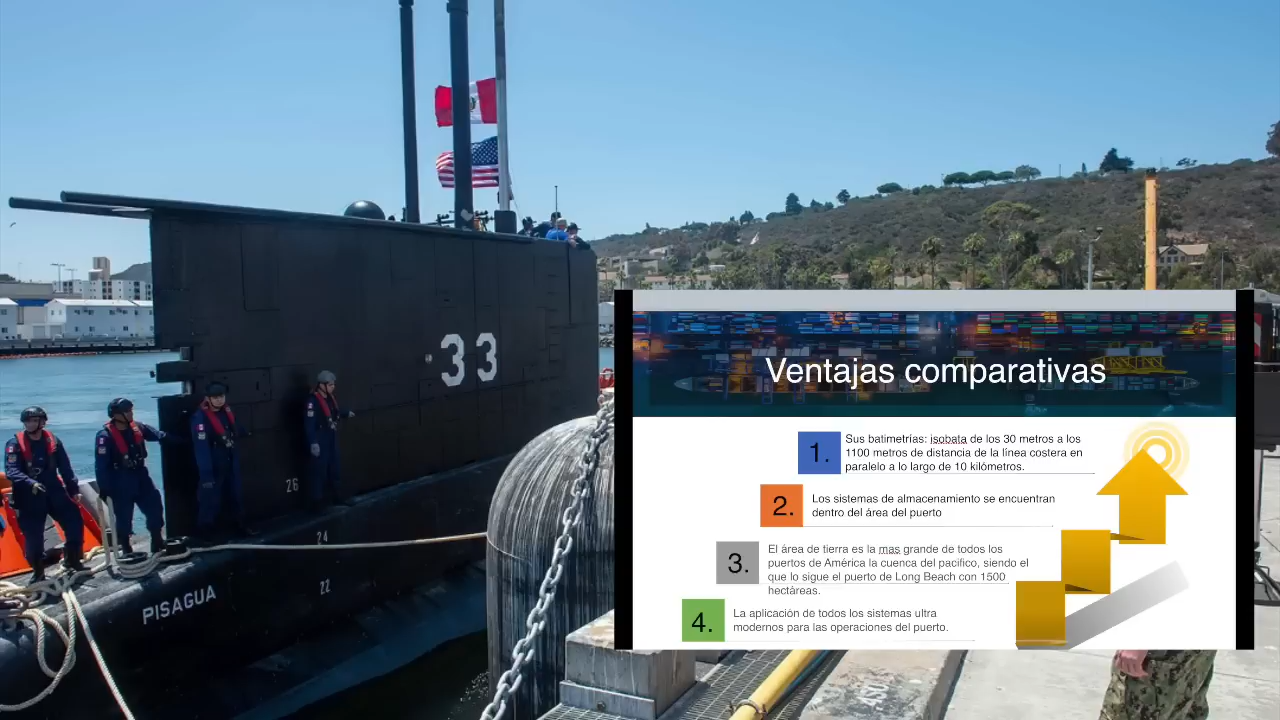 33
26
24
22
PISAGUA
Ventajas comparativas
1.
Sus batimetrías: isobata de los 30 metros a los
1100 metros de distancia de la línea costera en
paralelo a lo largo de 10 kilómetros.
2.
Los sistemas de almacenamiento se encuentran
dentro del área del puerto
3.
El área de tierra es la mas grande de todos los
puertos de América la cuenca del pacifico, siendo el
que lo sigue el puerto de Long Beach con 1500
hectáreas.
4.
La aplicación de todos los sistemas ultra
modernos para las operaciones del puerto.